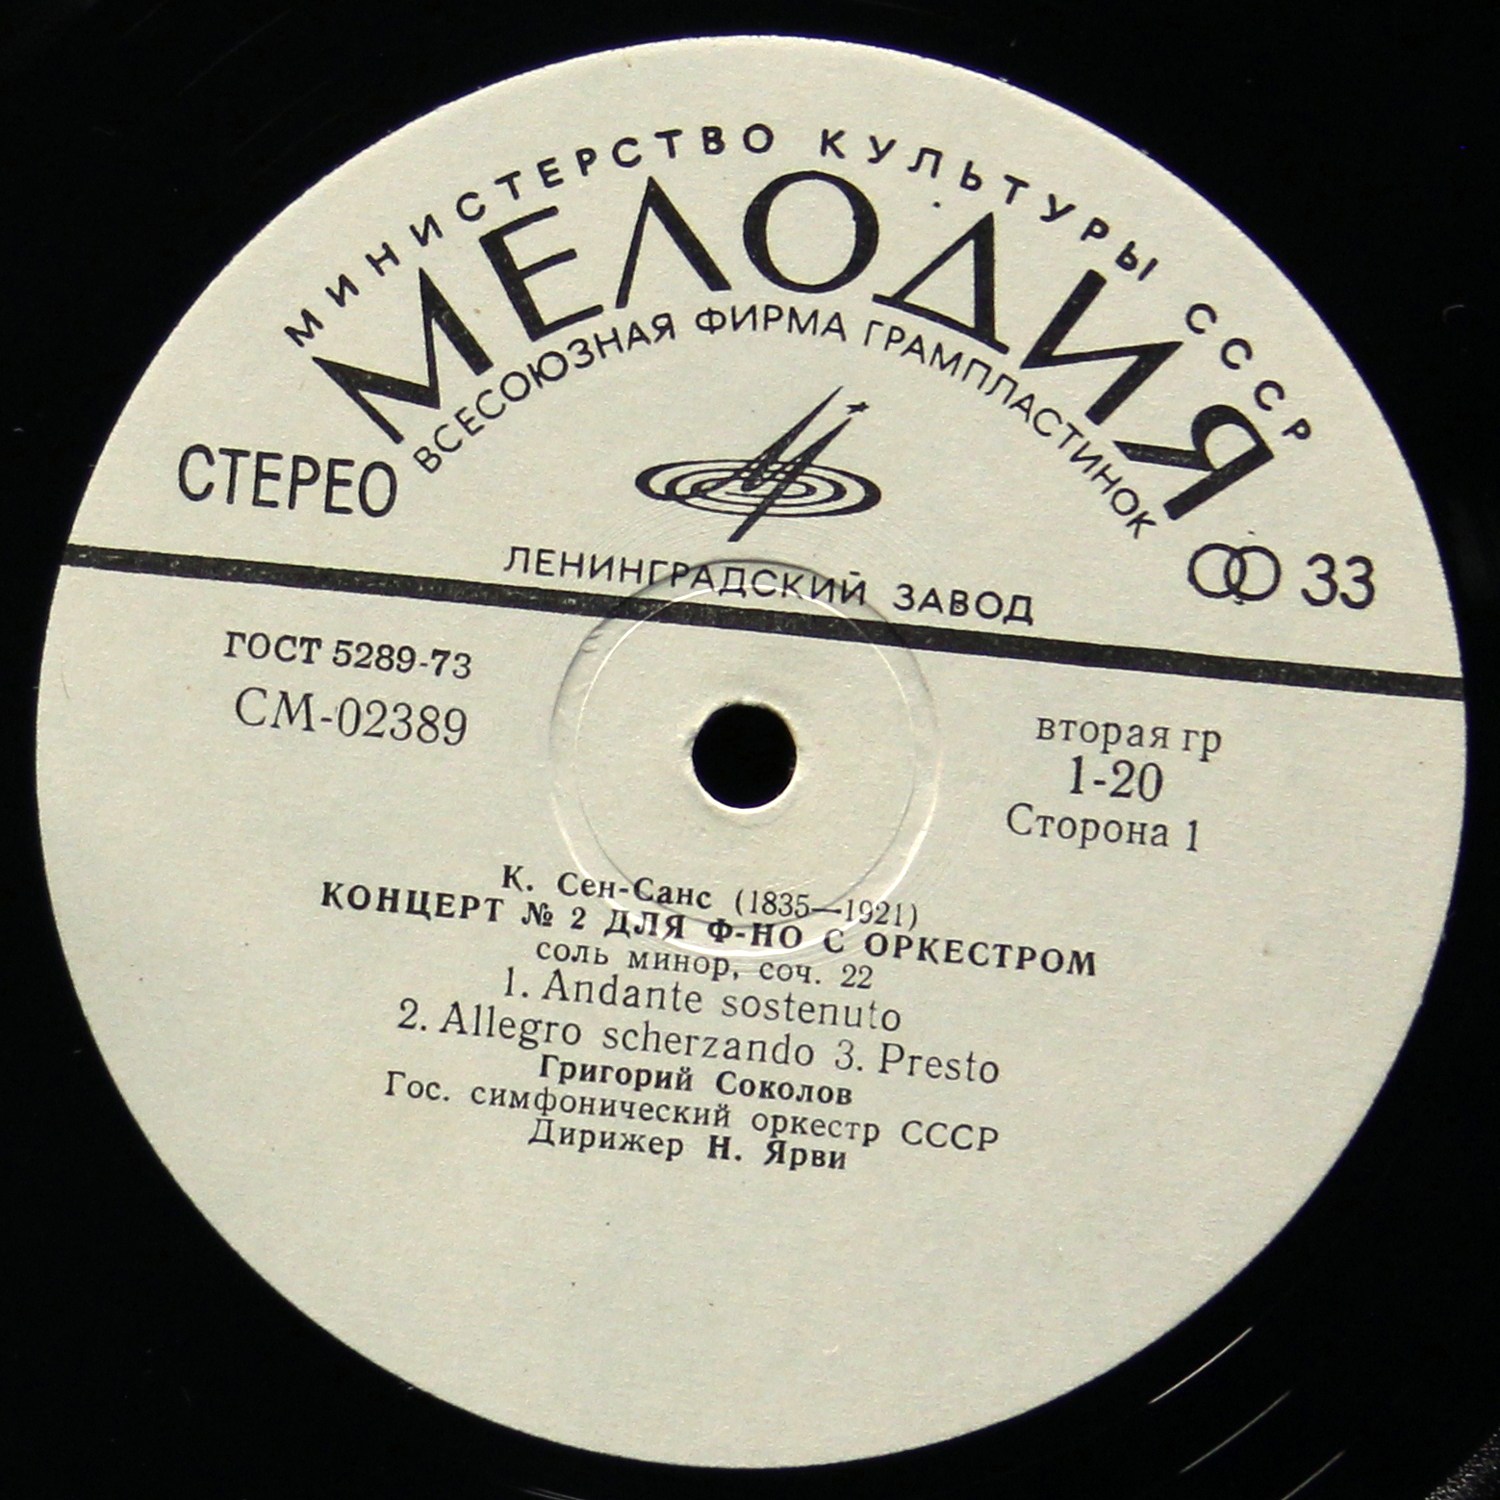 МИНИСТЕРСТВО КУЛЬТУРЫ СССР
МЕЛОДИЯ
ВСЕСОЮЗНАЯ ФИРМА ГРАМПЛАСТИНОК
СТЕРЕО
33
ЛЕНИНГРАДСКИЙ ЗАВОД
ГОСТ 5289-73
СМ-02389
вторая гр
1-20
Сторона 1
К. Сен-Санс (1835—1921)
КОНЦЕРТ № 2 ДЛЯ Ф-НО С ОРКЕСТРОМ
соль минор, соч. 22
1. Andante sostenuto
2. Allegro scherzando 3. Presto
Григорий Соколов
Гос. симфонический оркестр СССР
Дирижер Н. Ярви